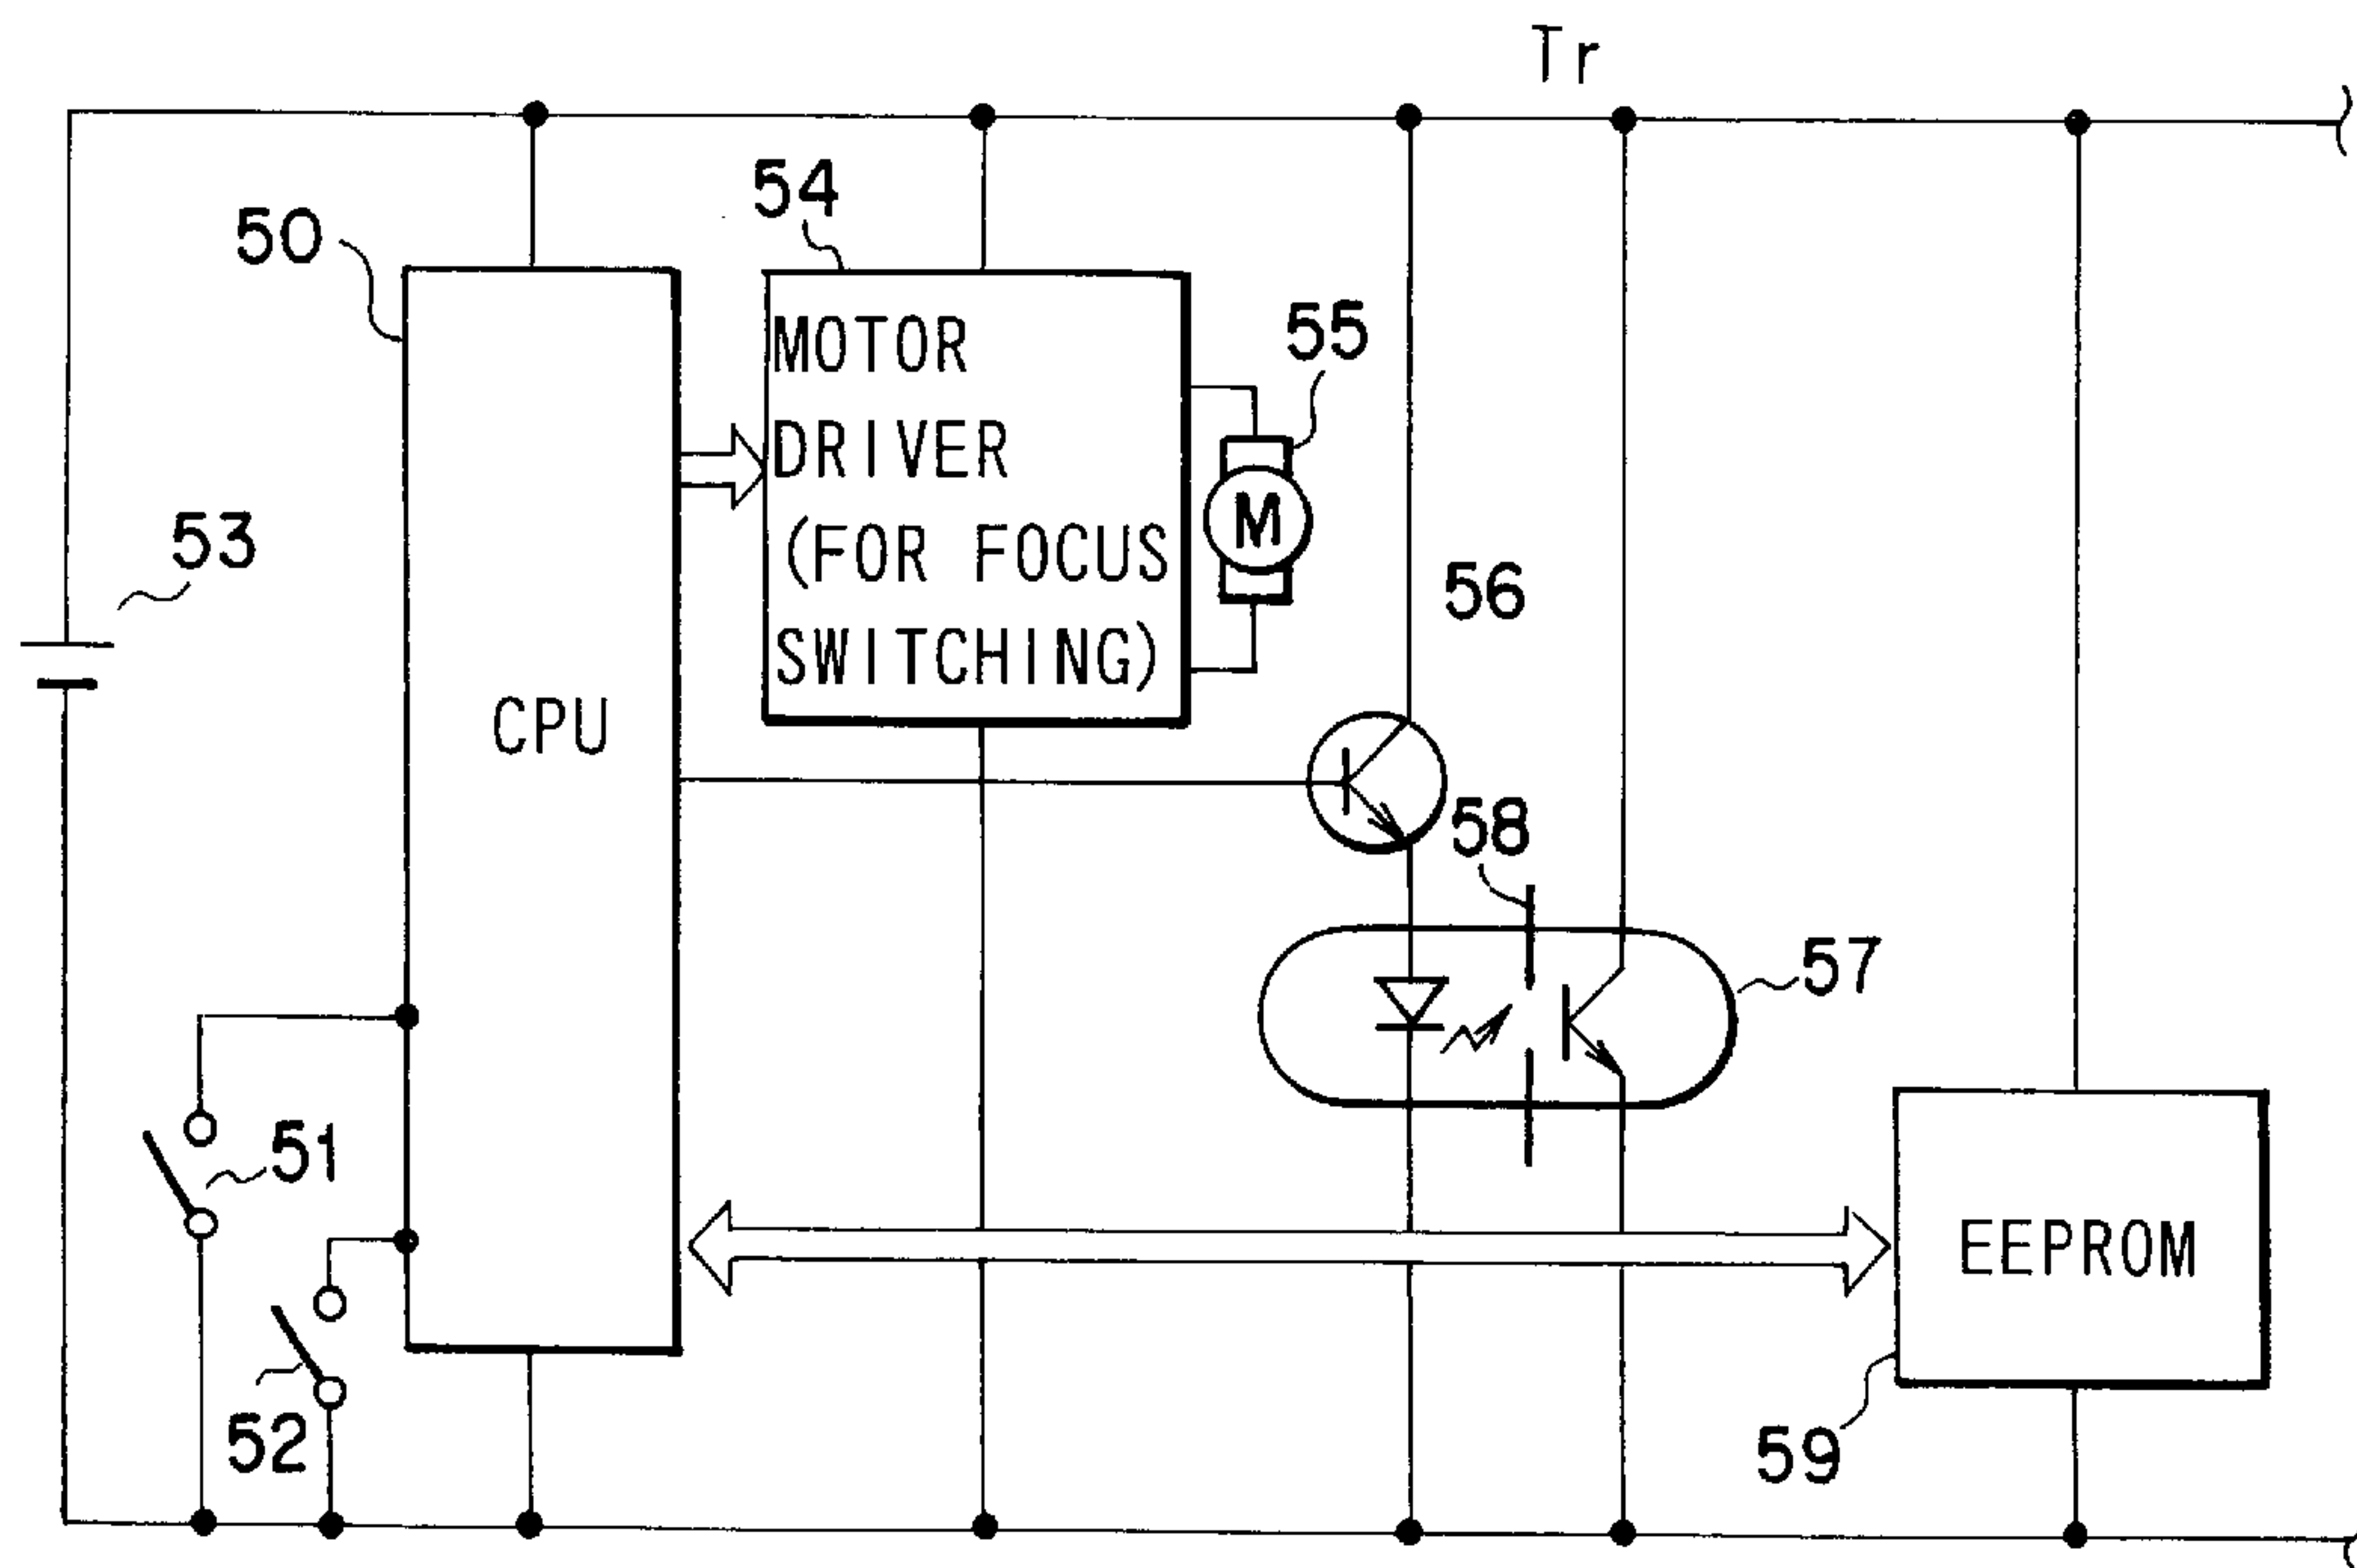 Tr
54
50
MOTOR
DRIVER
(FOR FOCUS
SWITCHING)
55
M
53
56
CPU
58
57
51
EEPROM
52
59